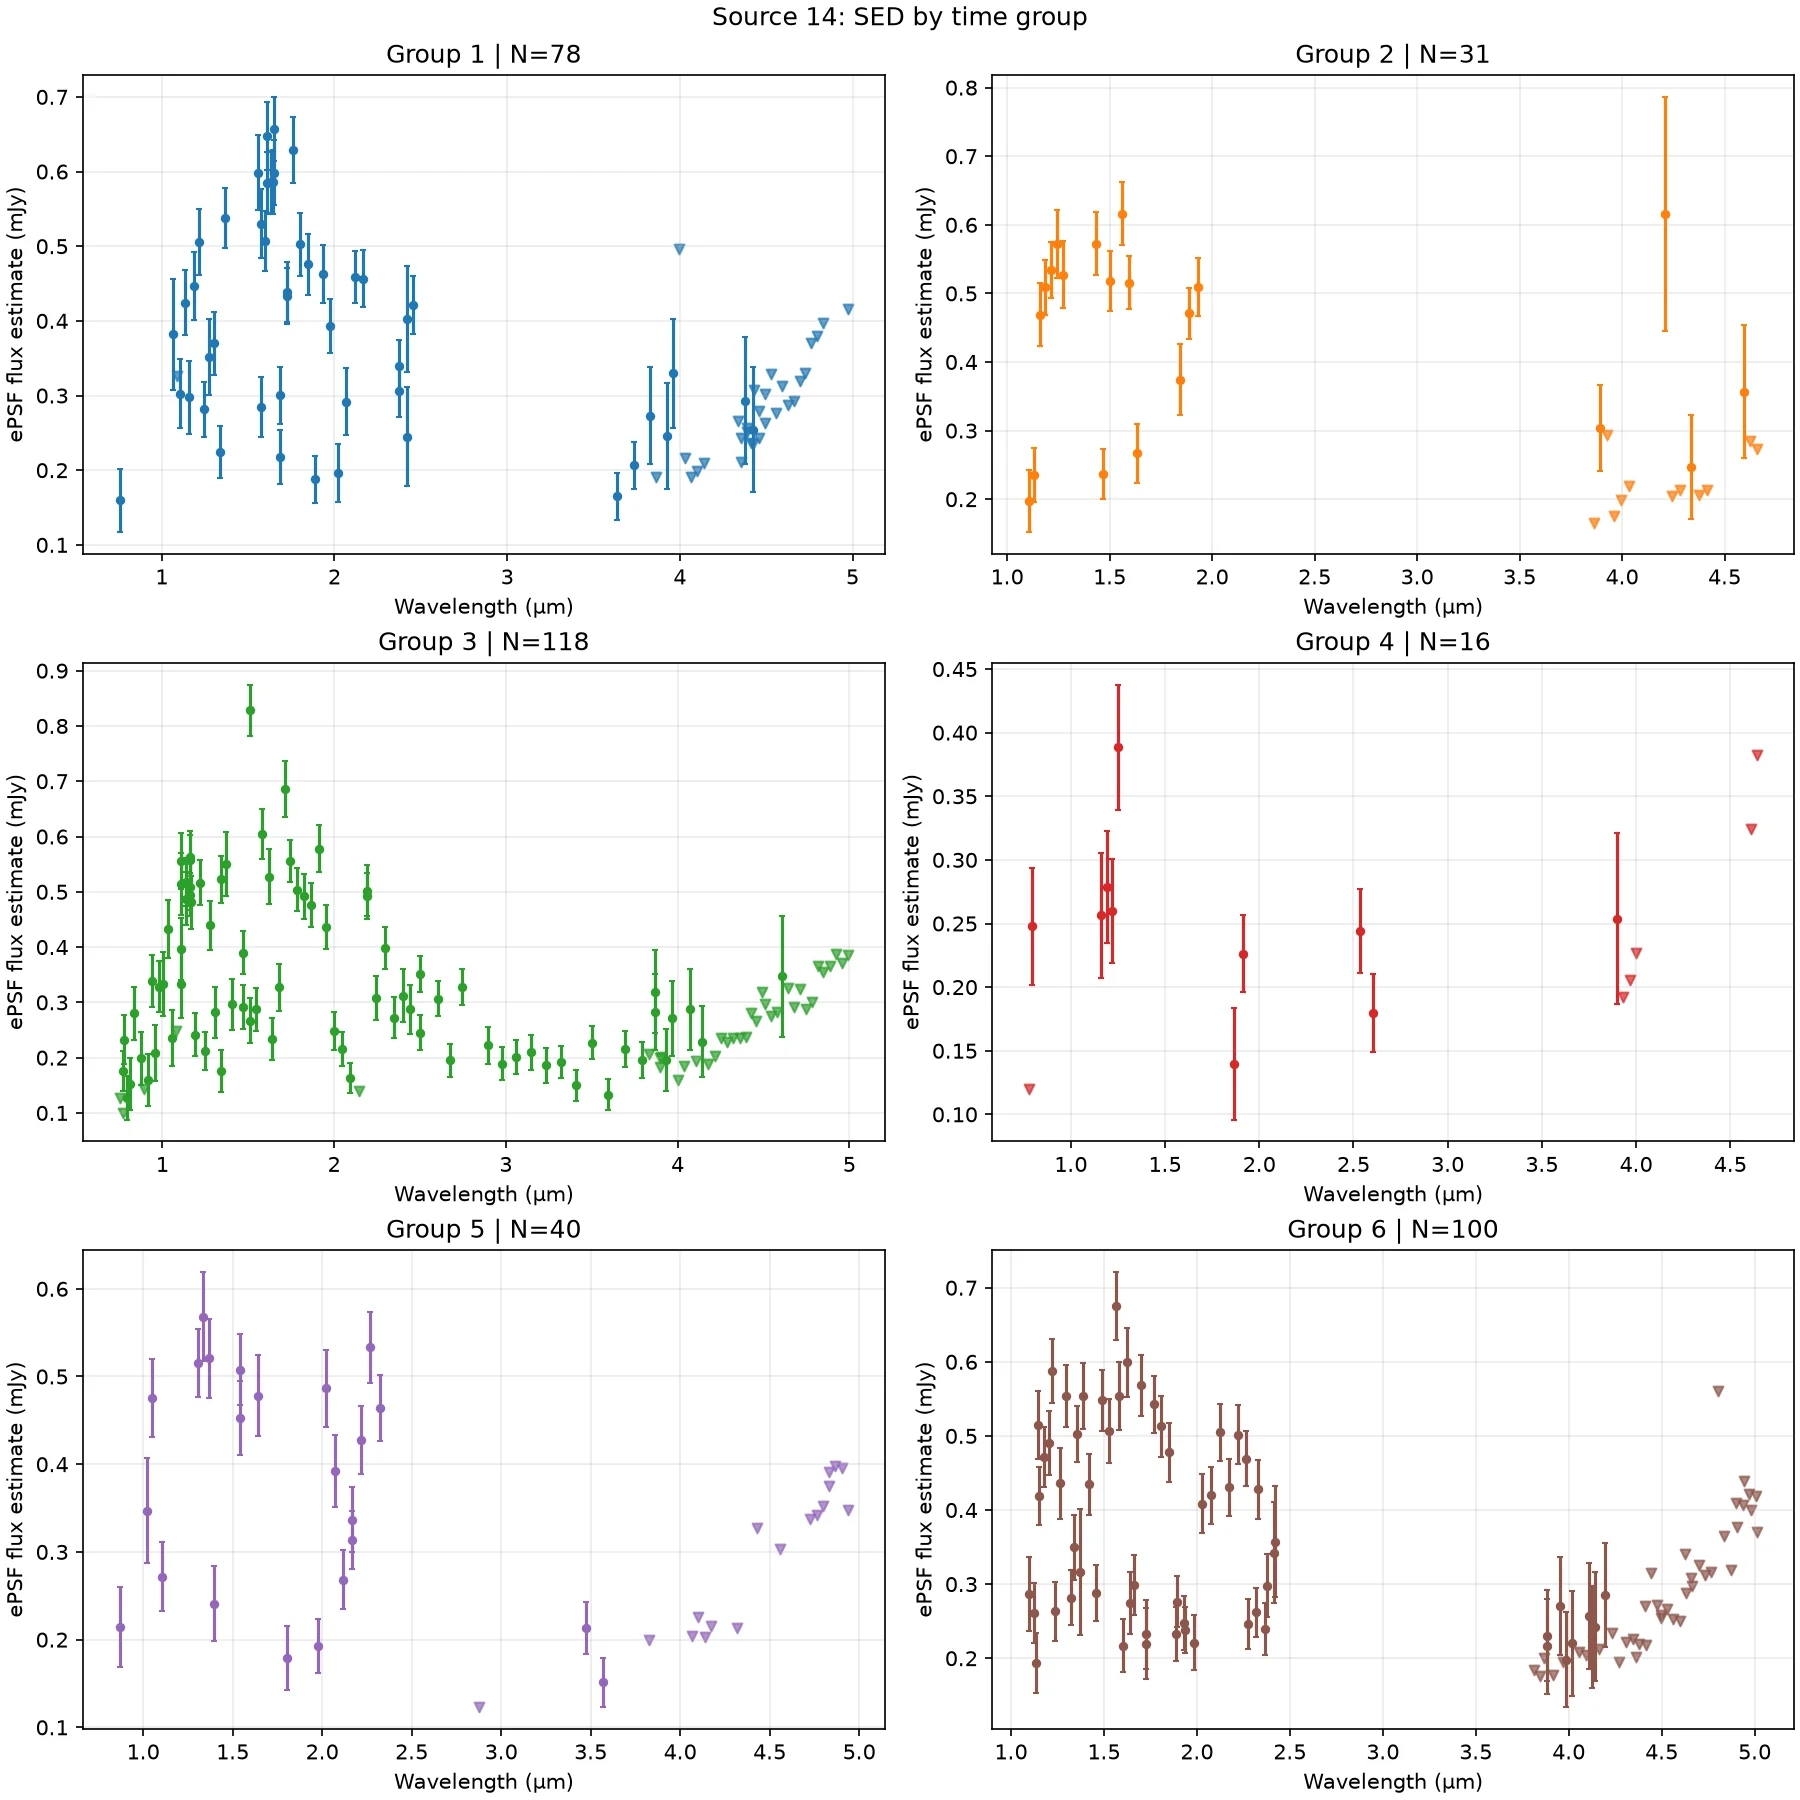 Source 14: SED by time group
Group 1 | N=78
ePSF flux estimate (mJy)
0.7
0.6
0.5
0.4
0.3
0.2
0.1
1 2 3 4 5
Wavelength (μm)
Group 2 | N=31
ePSF flux estimate (mJy)
0.8
0.7
0.6
0.5
0.4
0.3
0.2
1.0 1.5 2.0 2.5 3.0 3.5 4.0 4.5
Wavelength (μm)
Group 3 | N=118
ePSF flux estimate (mJy)
0.9
0.8
0.7
0.6
0.5
0.4
0.3
0.2
0.1
1 2 3 4 5
Wavelength (μm)
Group 4 | N=16
ePSF flux estimate (mJy)
0.45
0.40
0.35
0.30
0.25
0.20
0.15
0.10
1.0 1.5 2.0 2.5 3.0 3.5 4.0 4.5
Wavelength (μm)
Group 5 | N=40
ePSF flux estimate (mJy)
0.6
0.5
0.4
0.3
0.2
0.1
1.0 1.5 2.0 2.5 3.0 3.5 4.0 4.5 5.0
Wavelength (μm)
Group 6 | N=100
ePSF flux estimate (mJy)
0.7
0.6
0.5
0.4
0.3
0.2
1.0 1.5 2.0 2.5 3.0 3.5 4.0 4.5 5.0
Wavelength (μm)